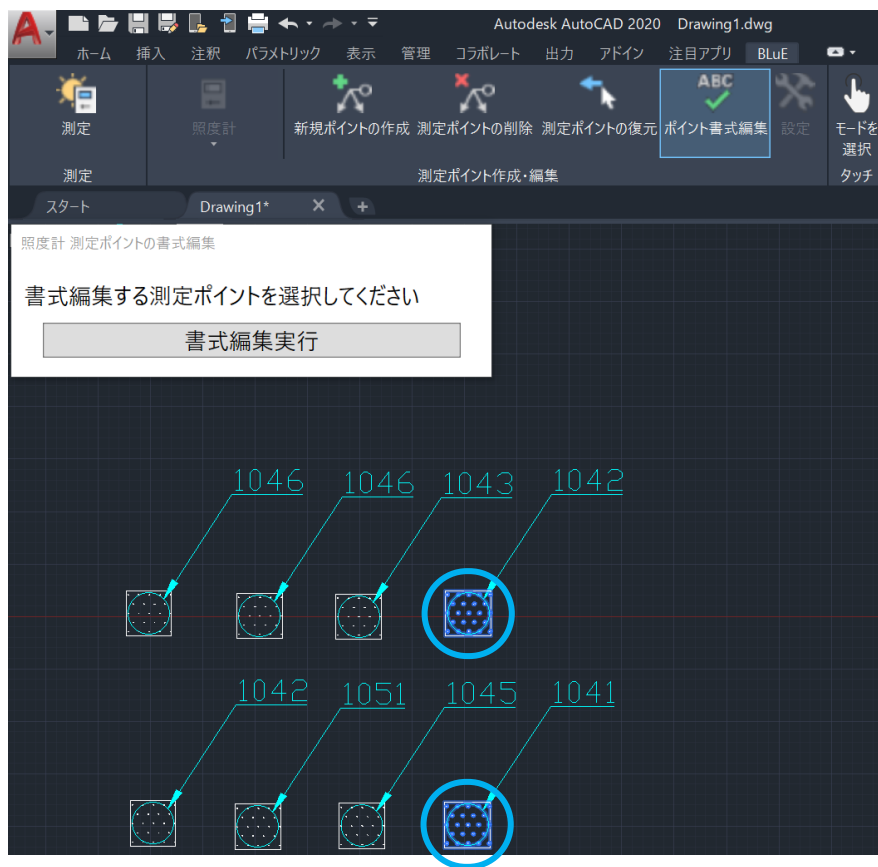 Autodesk AutoCAD 2020 Drawing1.dwg
ホーム 挿入 注釈 パラメトリック 表示 管理 コラボレート 出力 アドイン 注目アプリ BLuE
測定 照度計 新規ポイントの作成 測定ポイントの削除 測定ポイントの復元 ABC ポイント書式編集 設定 モードを
選択
測定 測定ポイント作成・編集 タッチ
スタート Drawing1*
照度計 測定ポイントの書式編集
書式編集する測定ポイントを選択してください
書式編集実行
1046 1046 1043 1042
1042 1051 1045 1041